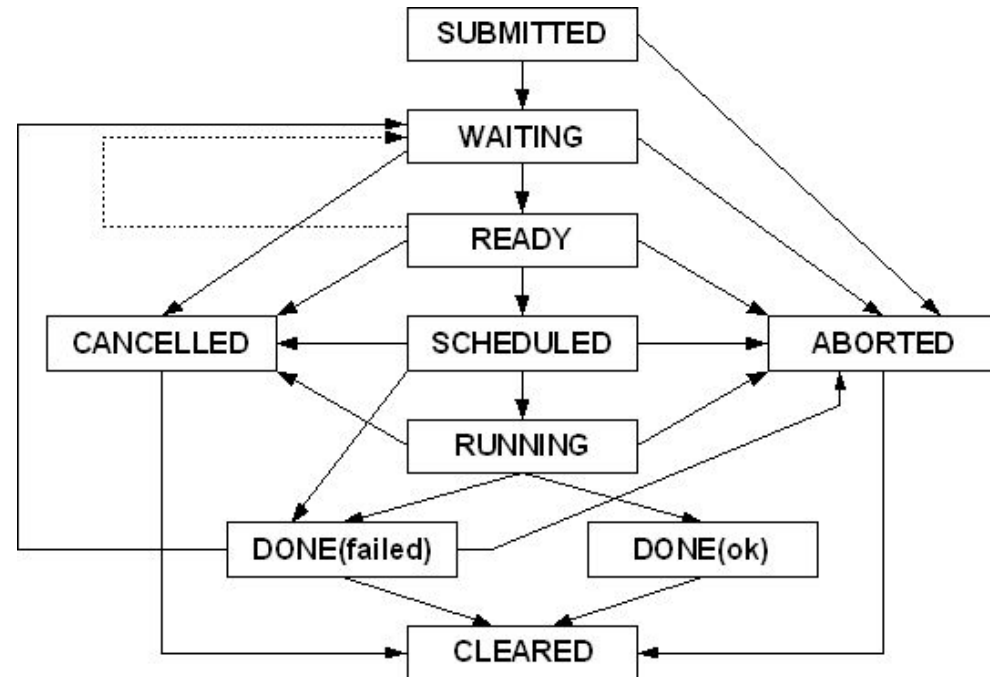 SUBMITTED
WAITING
READY
CANCELLED
SCHEDULED
ABORTED
RUNNING
DONE(failed)
DONE(ok)
CLEARED